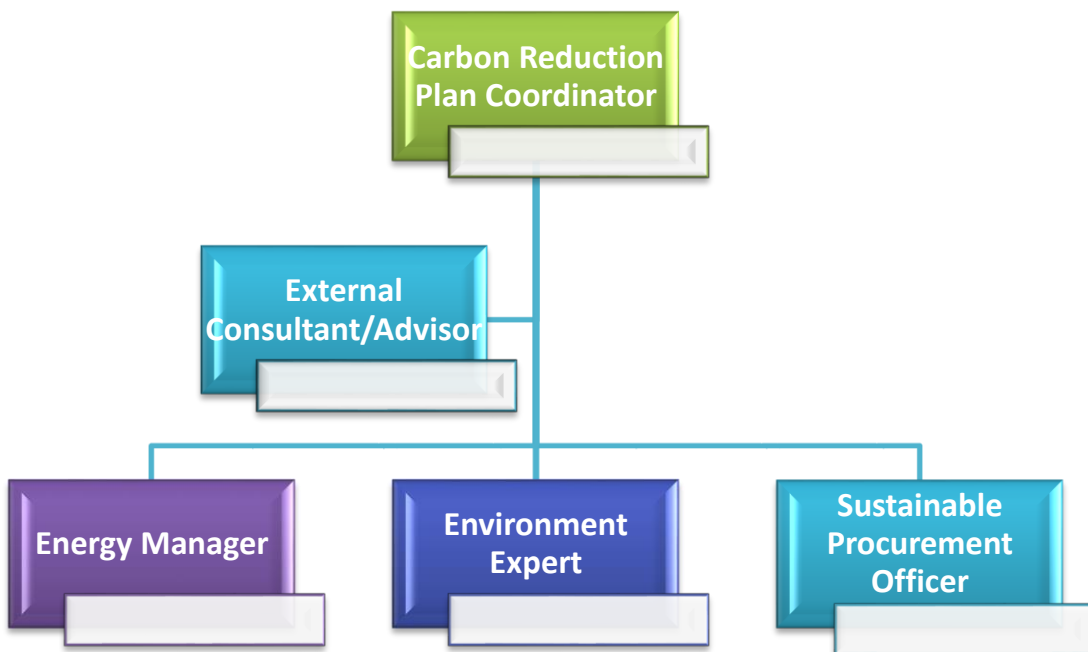 Carbon Reduction
Plan Coordinator
External
Consultant/Advisor
Energy Manager
Environment
Expert
Sustainable
Procurement
Officer